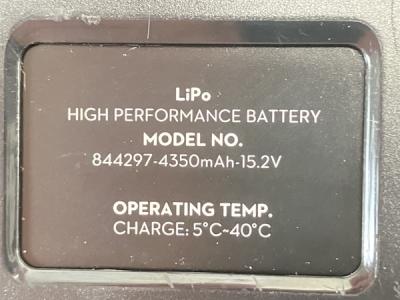 LiPo
HIGH PERFORMANCE BATTERY
MODEL NO.
844297-4350mAh-15.2V
OPERATING TEMP.
CHARGE: 5°C~40°C